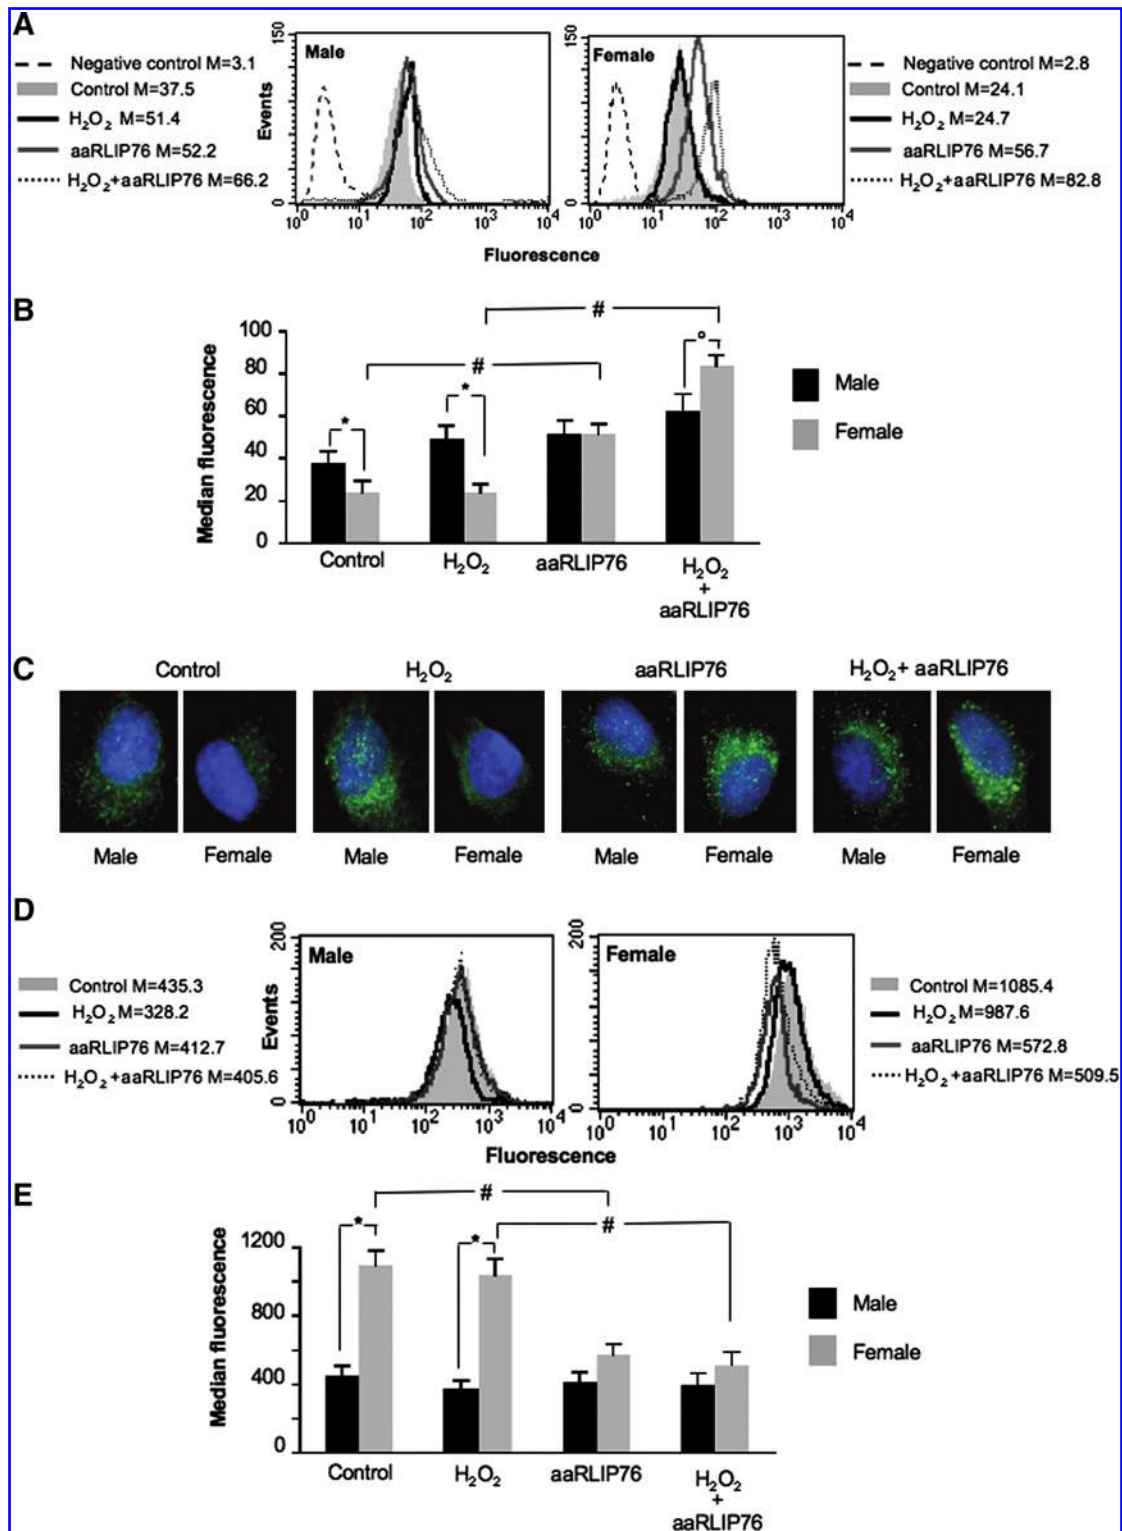 A
Negative control M=3.1
Control M=37.5
H₂O₂ M=51.4
aaRLIP76 M=52.2
H₂O₂+aaRLIP76 M=66.2
150
Events
0
Male
10⁰ 10¹ 10² 10³ 10⁴
150
0
Female
10⁰ 10¹ 10² 10³ 10⁴
Fluorescence
Negative control M=2.8
Control M=24.1
H₂O₂ M=24.7
aaRLIP76 M=56.7
H₂O₂+aaRLIP76 M=82.8
B
Median fluorescence
100
80
60
40
20
0
*
*
#
#
°
Control
H₂O₂
aaRLIP76
H₂O₂
+
aaRLIP76
Male
Female
C
Control
H₂O₂
aaRLIP76
H₂O₂+ aaRLIP76
Male
Female
Male
Female
Male
Female
Male
Female
D
Control M=435.3
H₂O₂ M=328.2
aaRLIP76 M=412.7
H₂O₂+aaRLIP76 M=405.6
200
Events
0
Male
10⁰ 10¹ 10² 10³ 10⁴
200
0
Female
10⁰ 10¹ 10² 10³ 10⁴
Fluorescence
Control M=1085.4
H₂O₂ M=987.6
aaRLIP76 M=572.8
H₂O₂+aaRLIP76 M=509.5
E
Median fluorescence
1200
800
400
0
*
*
#
#
Control
H₂O₂
aaRLIP76
H₂O₂
+
aaRLIP76
Male
Female